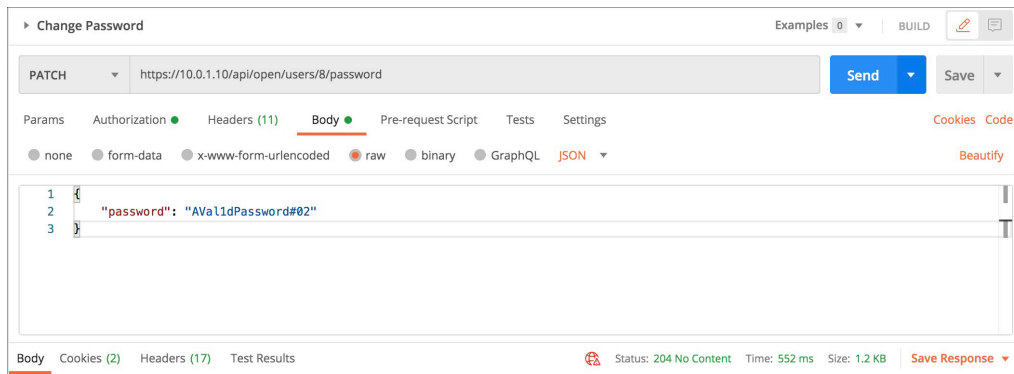 Change Password
Examples 0 BUILD
PATCH https://10.0.1.10/api/open/users/8/password Send Save
Params Authorization Headers (11) Body Pre-request Script Tests Settings Cookies Code
none form-data x-www-form-urlencoded raw binary GraphQL JSON Beautify
1 {
2 "password": "AVal1dPassword#02"
3 }
Body Cookies (2) Headers (17) Test Results Status: 204 No Content Time: 552 ms Size: 1.2 KB Save Response